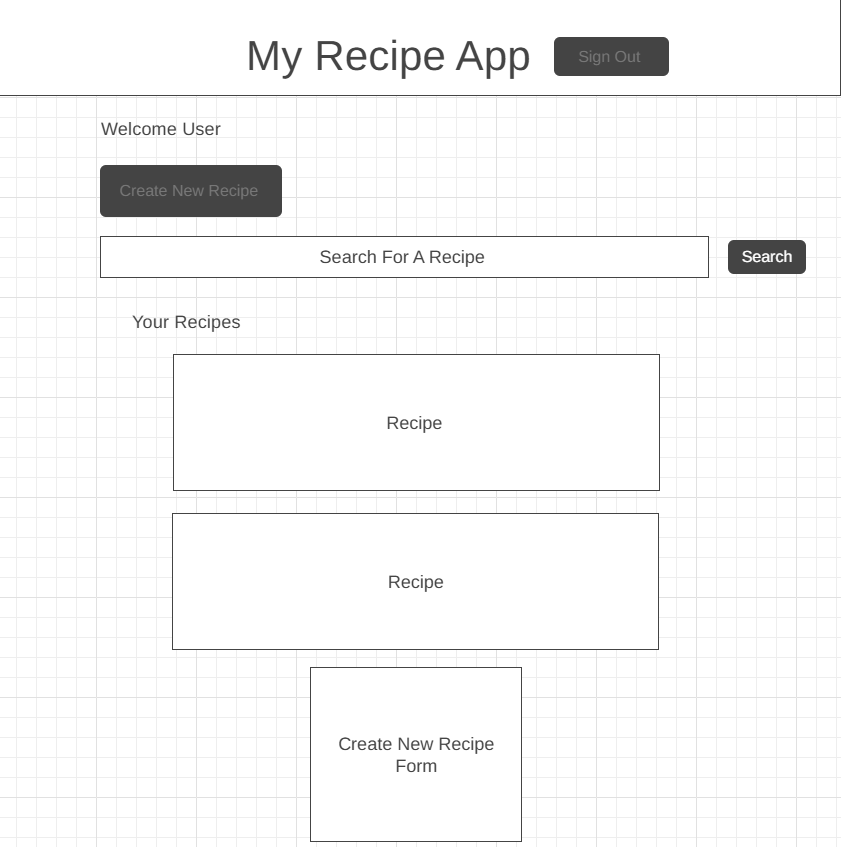 My Recipe App
Sign Out
Welcome User
Create New Recipe
Search For A Recipe
Search
Your Recipes
Recipe
Recipe
Create New Recipe
Form